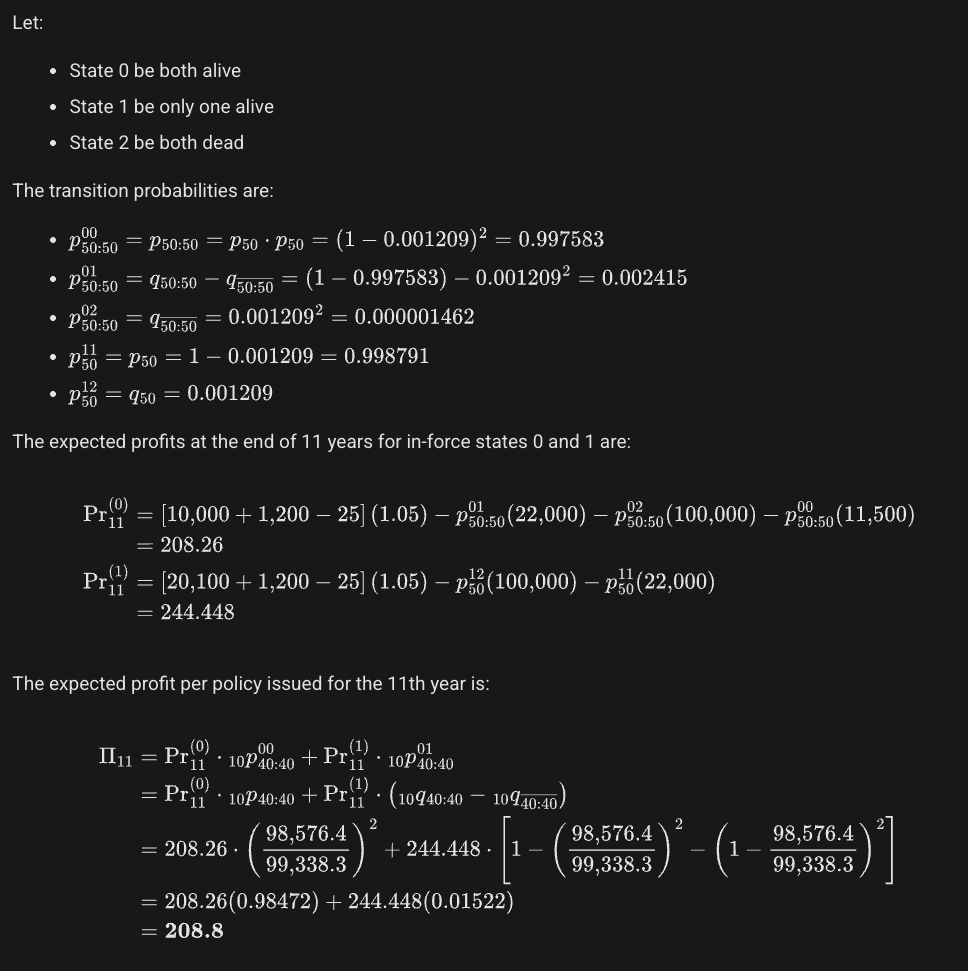 Let:
• State 0 be both alive
• State 1 be only one alive
• State 2 be both dead
The transition probabilities are:
• $p_{50:50}^{00} = p_{50:50} = p_{50} \cdot p_{50} = (1 - 0.001209)^2 = 0.997583$
• $p_{50:50}^{01} = q_{50:50} - q_{\overline{50:50}} = (1 - 0.997583) - 0.001209^2 = 0.002415$
• $p_{50:50}^{02} = q_{\overline{50:50}} = 0.001209^2 = 0.000001462$
• $p_{50}^{11} = p_{50} = 1 - 0.001209 = 0.998791$
• $p_{50}^{12} = q_{50} = 0.001209$
The expected profits at the end of 11 years for in-force states 0 and 1 are:
$\text{Pr}_{11}^{(0)} = [10{,}000 + 1{,}200 - 25] (1.05) - p_{50:50}^{01}(22{,}000) - p_{50:50}^{02}(100{,}000) - p_{50:50}^{00}(11{,}500)$
$= 208.26$
$\text{Pr}_{11}^{(1)} = [20{,}100 + 1{,}200 - 25] (1.05) - p_{50}^{12}(100{,}000) - p_{50}^{11}(22{,}000)$
$= 244.448$
The expected profit per policy issued for the 11th year is:
$\Pi_{11} = \text{Pr}_{11}^{(0)} \cdot {}_{10}p_{40:40}^{00} + \text{Pr}_{11}^{(1)} \cdot {}_{10}p_{40:40}^{01}$
$= \text{Pr}_{11}^{(0)} \cdot {}_{10}p_{40:40} + \text{Pr}_{11}^{(1)} \cdot \left({}_{10}q_{40:40} - {}_{10}q_{\overline{40:40}}\right)$
$= 208.26 \cdot \left(\frac{98{,}576.4}{99{,}338.3}\right)^2 + 244.448 \cdot \left[1 - \left(\frac{98{,}576.4}{99{,}338.3}\right)^2 - \left(1 - \frac{98{,}576.4}{99{,}338.3}\right)^2\right]$
$= 208.26(0.98472) + 244.448(0.01522)$
$= \mathbf{208.8}$